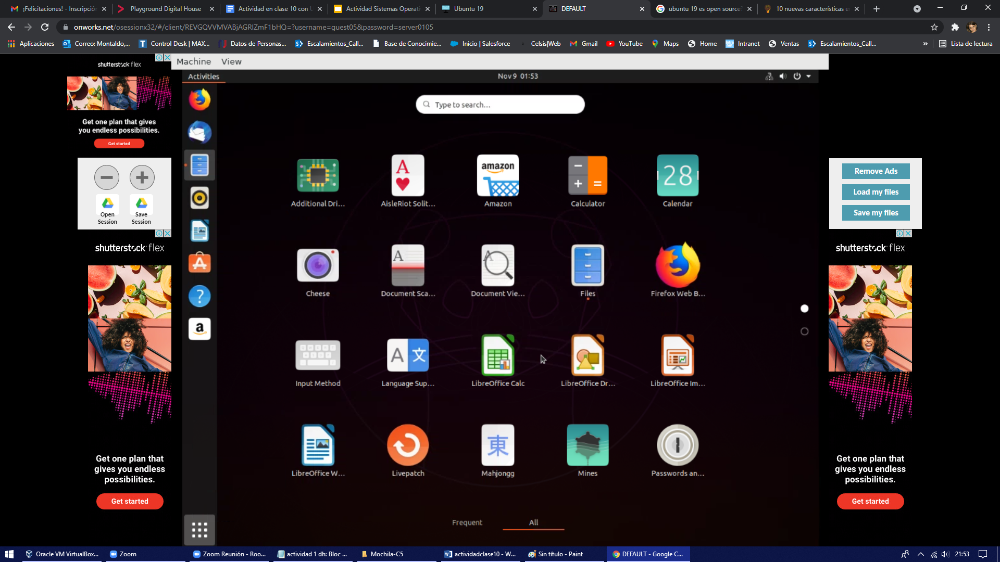 ¡Felicitaciones! - Inscripción
Playground Digital House
Actividad en clase 10 con U
Actividad Sistemas Operati
Ubuntu 19
DEFAULT
ubuntu 19 es open source?
10 nuevas características e
onworks.net/osessionx32/#/client/REVGQVVMVABjAGRlZmF1bHQ=?username=guest05&password=server0105
Aplicaciones
Correo: Montaldo,...
Control Desk | MAX...
Datos de Personas...
Escalamientos_Call...
Base de Conocimie...
Inicio | Salesforce
Celsis|Web
Gmail
YouTube
Maps
Home
Intranet
Ventas
Escalamientos_Call...
»
Lista de lectura
Machine View
Activities
Nov 9 01:53
Type to search...
shutterstock flex
Get one plan that gives
you endless possibilities.
Get started
Open
Session
Save
Session
shutterstock flex
Get one plan that
gives you endless
possibilities.
Get started
amazon
28
Additional Dri...
AisleRiot Solit...
Amazon
Calculator
Calendar
Cheese
Document Sca...
Document Vie...
Files
Firefox Web B...
A 文
Input Method
Language Sup...
LibreOffice Calc
LibreOffice Dr...
LibreOffice Im...
東
LibreOffice W...
Livepatch
Mahjongg
Mines
Passwords an...
Frequent
All
Remove Ads
Load my files
Save my files
shutterstock flex
Get one plan that
gives you endless
possibilities.
Get started
Oracle VM VirtualBox...
Zoom
Zoom Reunión - Roo...
actividad 1 dh: Bloc ...
Mochila-C5
actividadclase10 - W...
Sin título - Paint
DEFAULT - Google C...
21:53